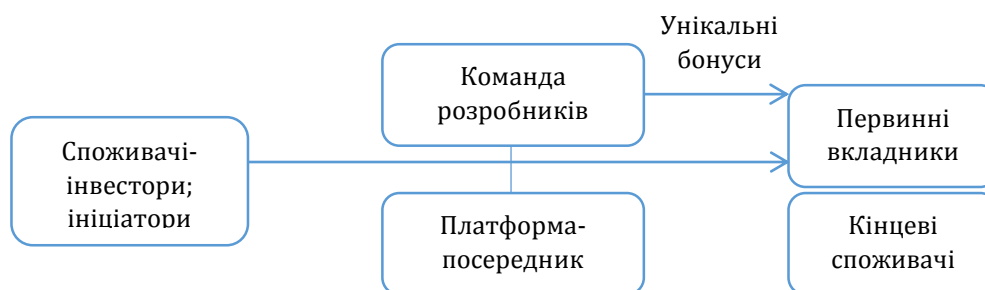 Унікальні
бонуси
Команда
розробників
Первинні
вкладники
Споживачі-
інвестори;
ініціатори
Платформа-
посередник
Кінцеві
споживачі